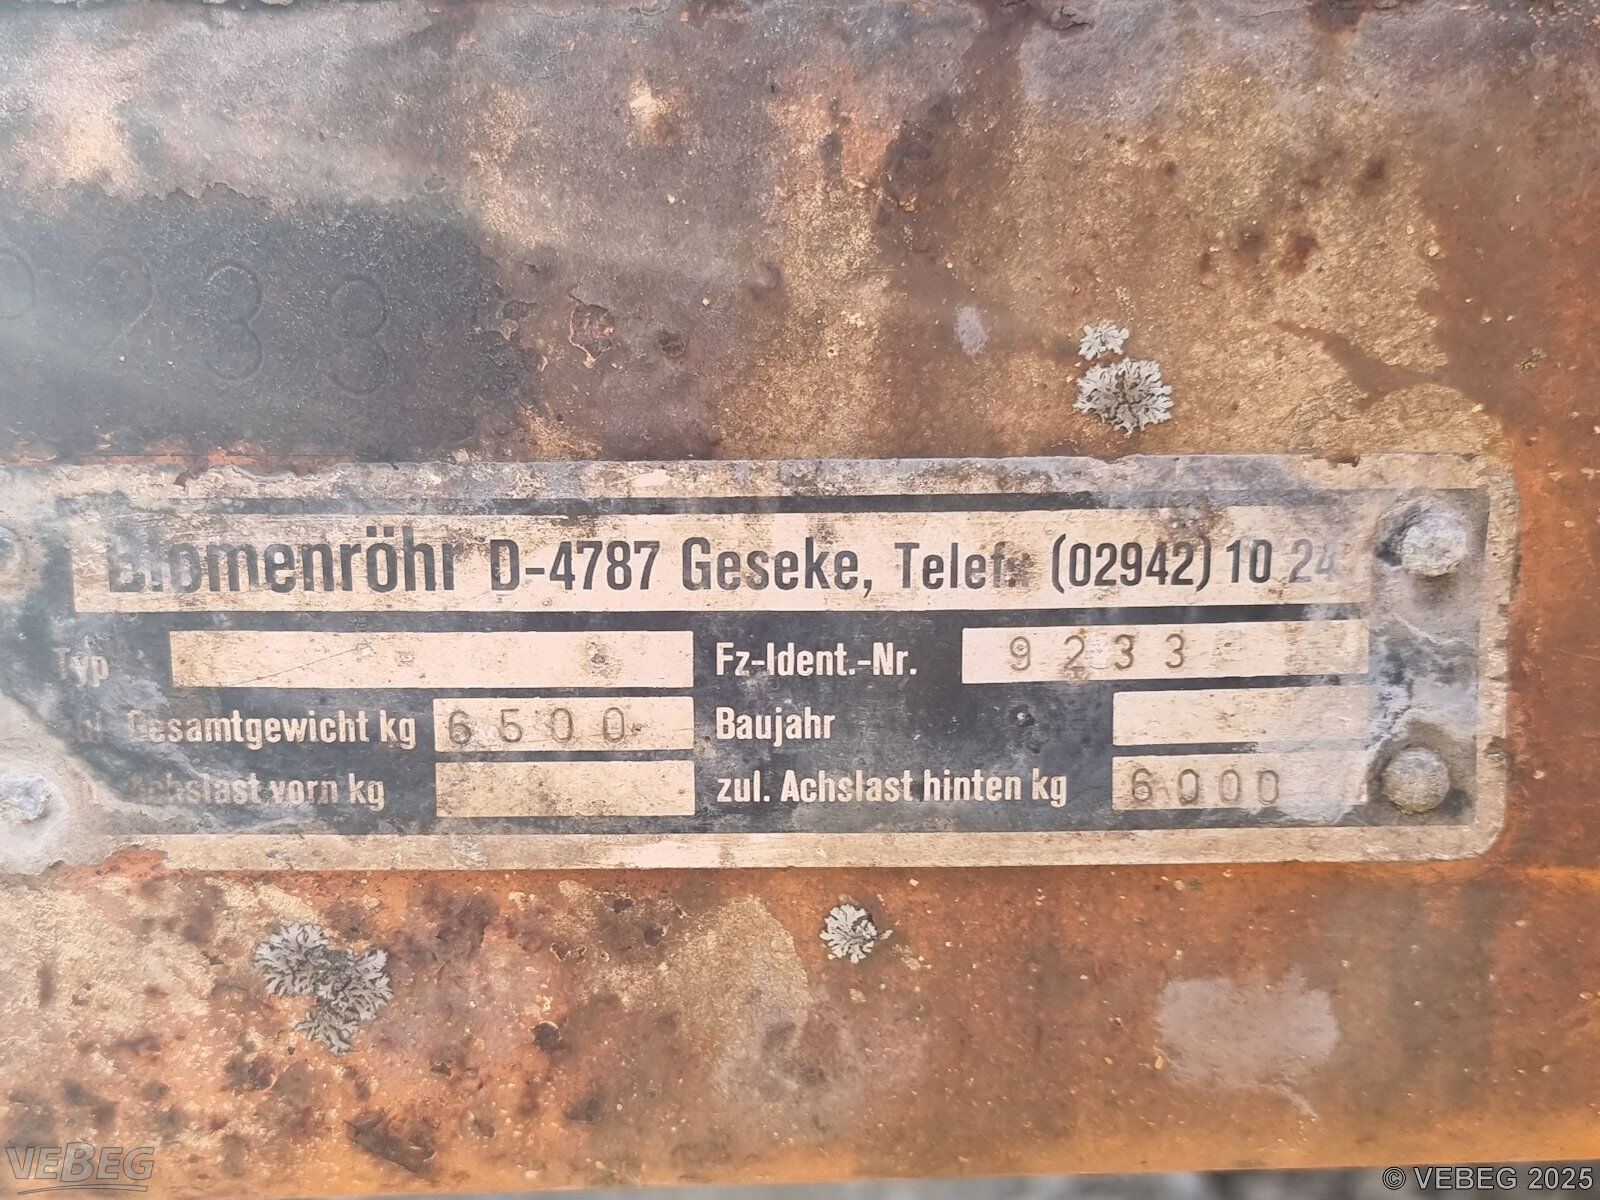 9233
Blomenröhr D-4787 Geseke, Telef.: (02942) 10 24
Typ Fz-Ident.-Nr. 9233
Gesamtgewicht kg 6500 Baujahr
Achslast vorn kg zul. Achslast hinten kg 6000
VEBEG © VEBEG 2025